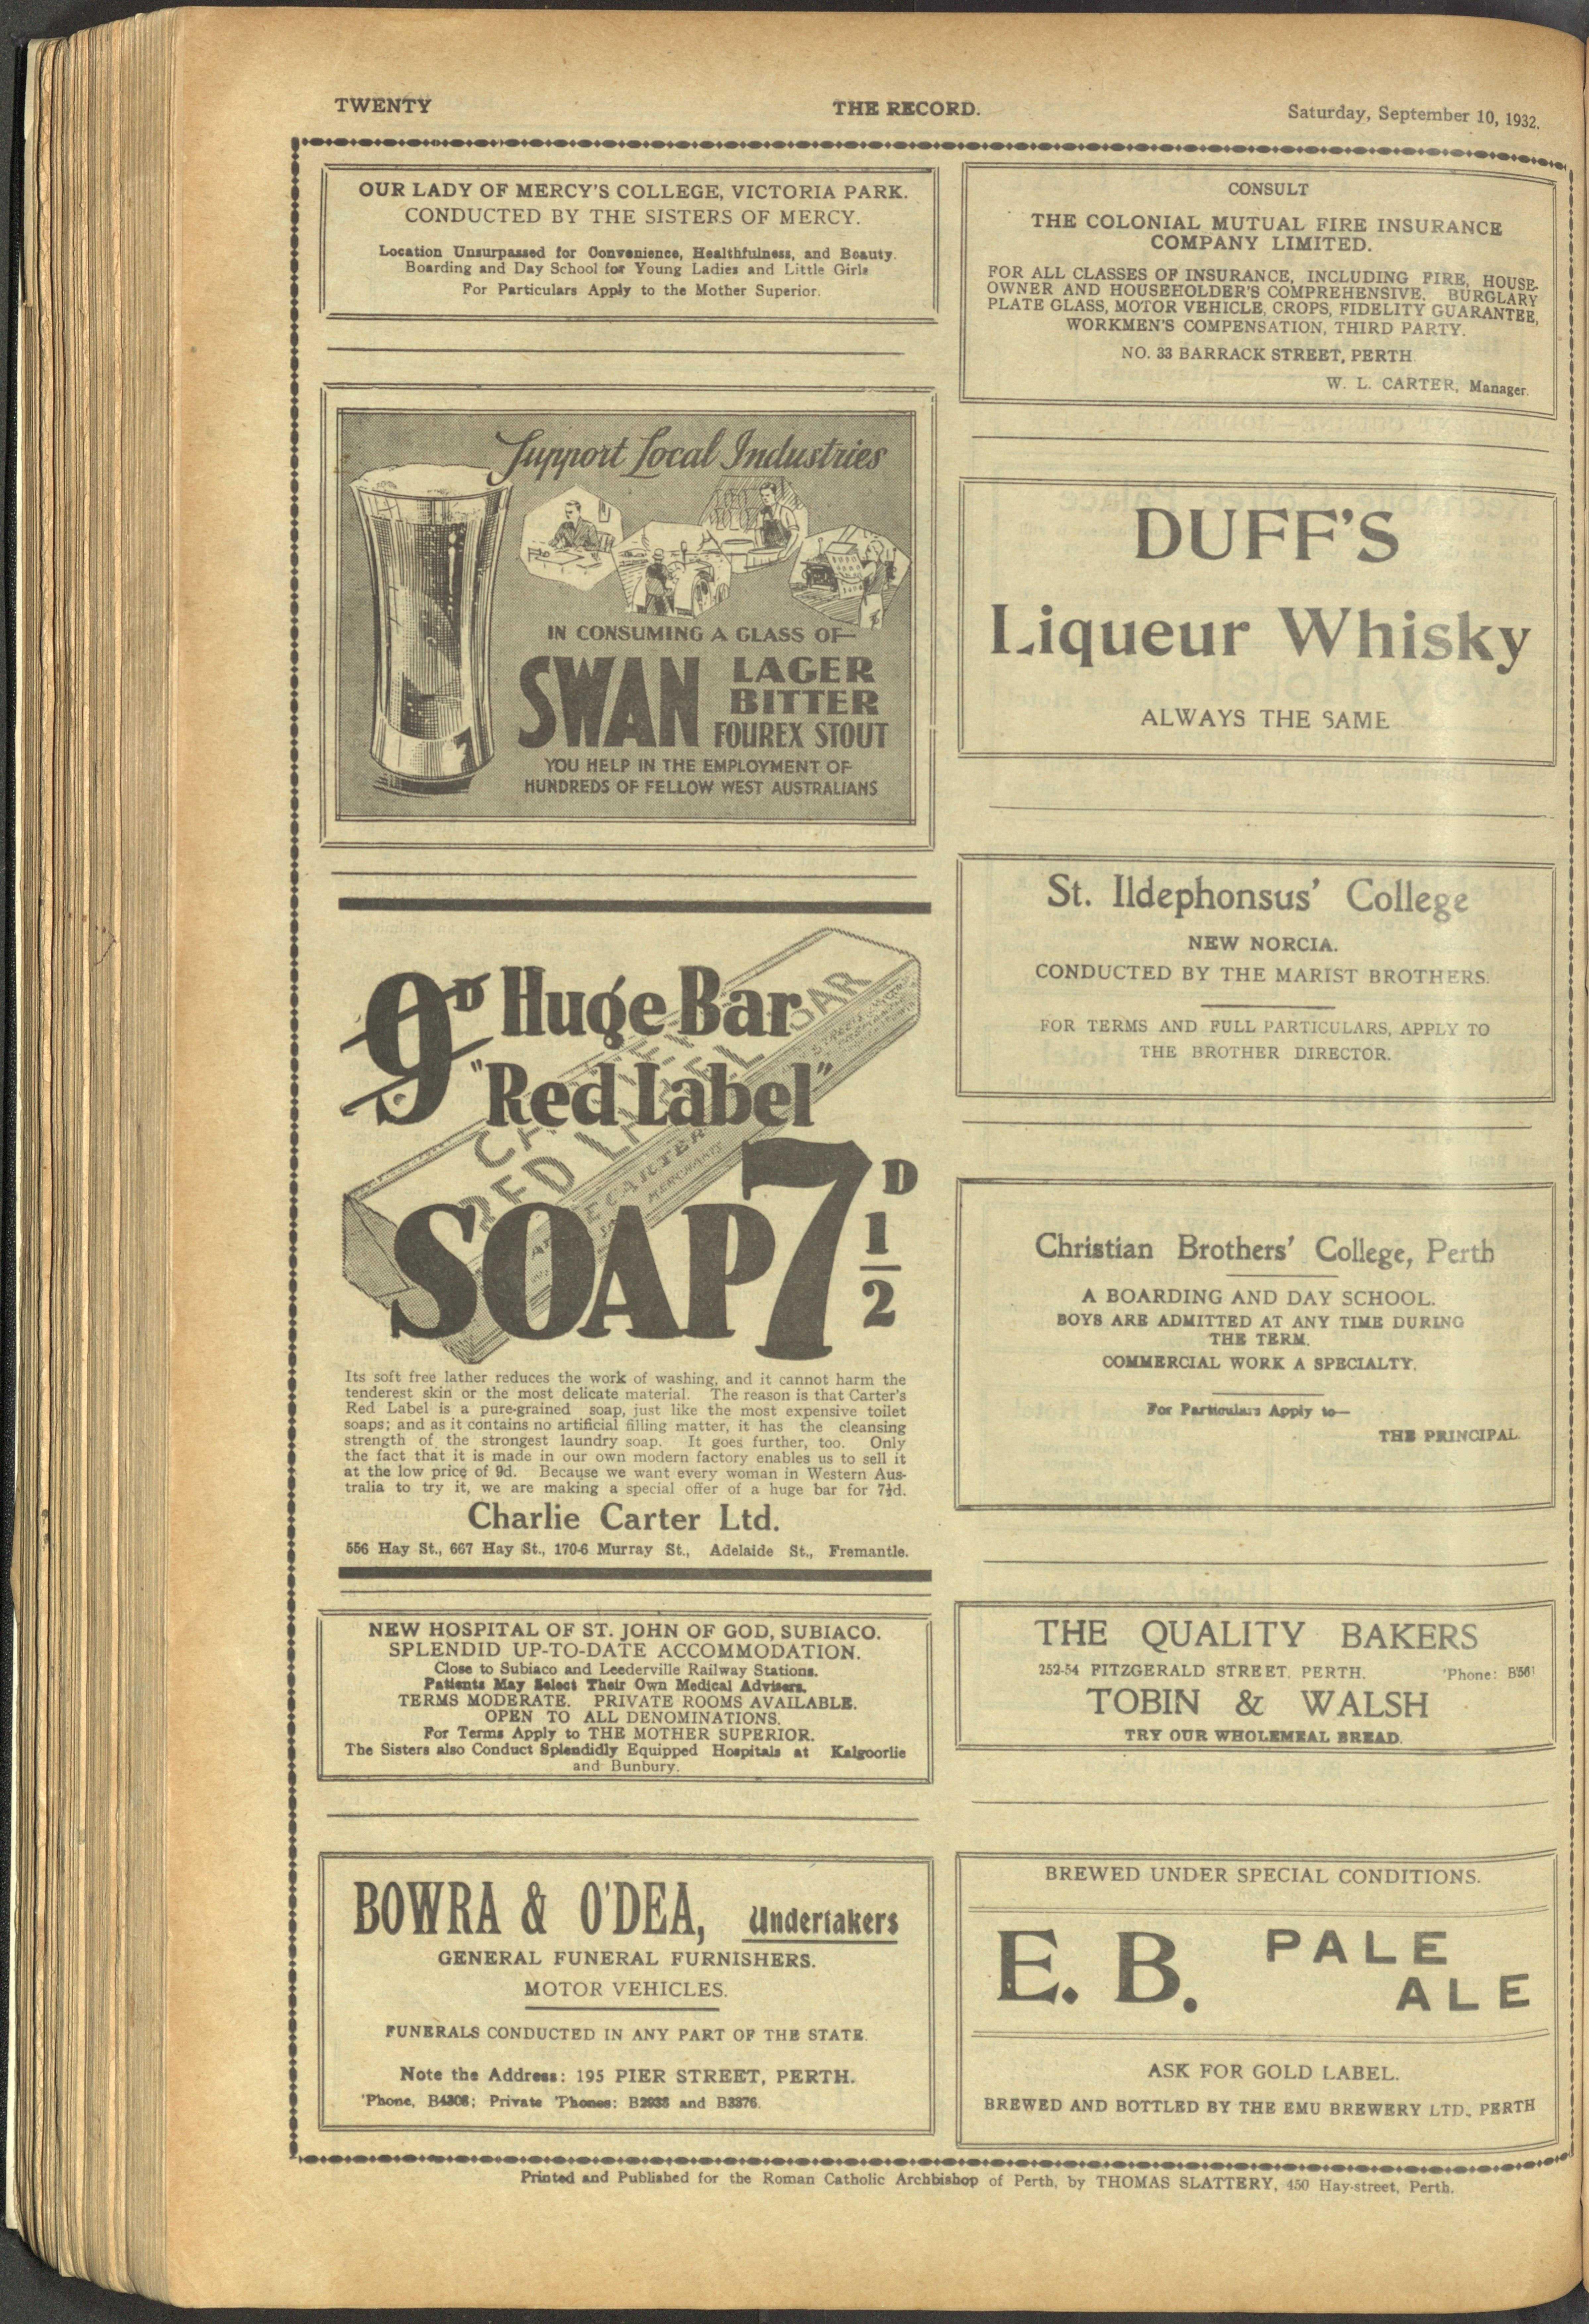 TWENTY
THE RECORD.
Saturday, September 10, 1932.
OUR LADY OF MERCY'S COLLEGE, VICTORIA PARK.
CONDUCTED BY THE SISTERS OF MERCY.
Location Unsurpassed for Convenience, Healthfulness, and Beauty.
Boarding and Day School for Young Ladies and Little Girls
For Particulars Apply to the Mother Superior.
Support Local Industries
IN CONSUMING A GLASS OF—
SWAN LAGER
BITTER
FOUREX STOUT
YOU HELP IN THE EMPLOYMENT OF
HUNDREDS OF FELLOW WEST AUSTRALIANS
9D Huge Bar
"Red Label"
SOAP 7 1/2 D
Its soft free lather reduces the work of washing, and it cannot harm the
tenderest skin or the most delicate material. The reason is that Carter's
Red Label is a pure-grained soap, just like the most expensive toilet
soaps; and as it contains no artificial filling matter, it has the cleansing
strength of the strongest laundry soap. It goes further, too. Only
the fact that it is made in our own modern factory enables us to sell it
at the low price of 9d. Because we want every woman in Western Aus-
tralia to try it, we are making a special offer of a huge bar for 7½d.
Charlie Carter Ltd.
556 Hay St., 667 Hay St., 170-6 Murray St., Adelaide St., Fremantle.
NEW HOSPITAL OF ST. JOHN OF GOD, SUBIACO.
SPLENDID UP-TO-DATE ACCOMMODATION.
Close to Subiaco and Leederville Railway Stations.
Patients May Select Their Own Medical Advisers.
TERMS MODERATE. PRIVATE ROOMS AVAILABLE.
OPEN TO ALL DENOMINATIONS.
For Terms Apply to THE MOTHER SUPERIOR.
The Sisters also Conduct Splendidly Equipped Hospitals at Kalgoorlie
and Bunbury.
BOWRA & O'DEA, Undertakers
GENERAL FUNERAL FURNISHERS.
MOTOR VEHICLES.
FUNERALS CONDUCTED IN ANY PART OF THE STATE.
Note the Address: 195 PIER STREET, PERTH.
'Phone, B4308; Private 'Phones: B2938 and B3376.
CONSULT
THE COLONIAL MUTUAL FIRE INSURANCE
COMPANY LIMITED.
FOR ALL CLASSES OF INSURANCE, INCLUDING FIRE, HOUSE-
OWNER AND HOUSEHOLDER'S COMPREHENSIVE, BURGLARY
PLATE GLASS, MOTOR VEHICLE, CROPS, FIDELITY GUARANTEE,
WORKMEN'S COMPENSATION, THIRD PARTY.
NO. 33 BARRACK STREET, PERTH
W. L. CARTER, Manager.
DUFF'S
Liqueur Whisky
ALWAYS THE SAME
St. Ildephonsus' College
NEW NORCIA.
CONDUCTED BY THE MARIST BROTHERS.
FOR TERMS AND FULL PARTICULARS, APPLY TO
THE BROTHER DIRECTOR.
Christian Brothers' College, Perth
A BOARDING AND DAY SCHOOL.
BOYS ARE ADMITTED AT ANY TIME DURING
THE TERM.
COMMERCIAL WORK A SPECIALTY.
For Particulars Apply to—
THE PRINCIPAL.
THE QUALITY BAKERS
252-54 FITZGERALD STREET. PERTH. 'Phone: B561
TOBIN & WALSH
TRY OUR WHOLEMEAL BREAD.
BREWED UNDER SPECIAL CONDITIONS.
E. B. PALE
ALE
ASK FOR GOLD LABEL.
BREWED AND BOTTLED BY THE EMU BREWERY LTD., PERTH
Printed and Published for the Roman Catholic Archbishop of Perth, by THOMAS SLATTERY, 450 Hay-street, Perth.